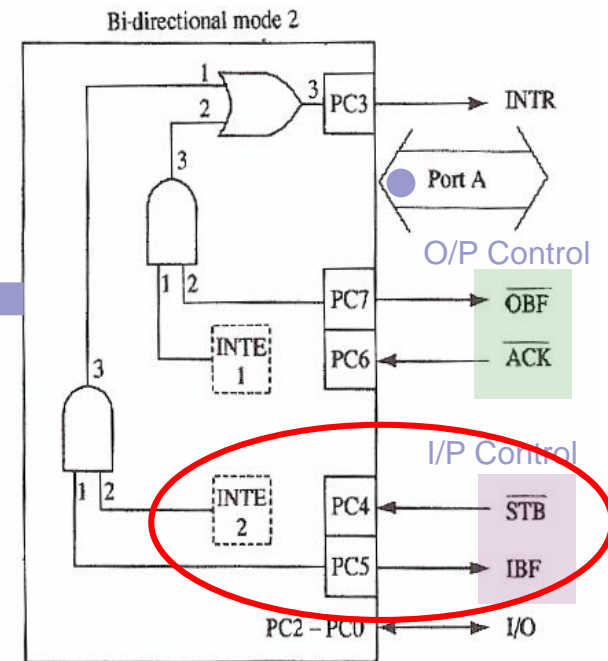 Bi-directional mode 2
1
2
3
PC3
INTR
3
Port A
O/P Control
1
2
PC7
OBF
INTE
1
PC6
ACK
3
I/P Control
1
2
INTE
2
PC4
STB
PC5
IBF
PC2 – PC0
I/O